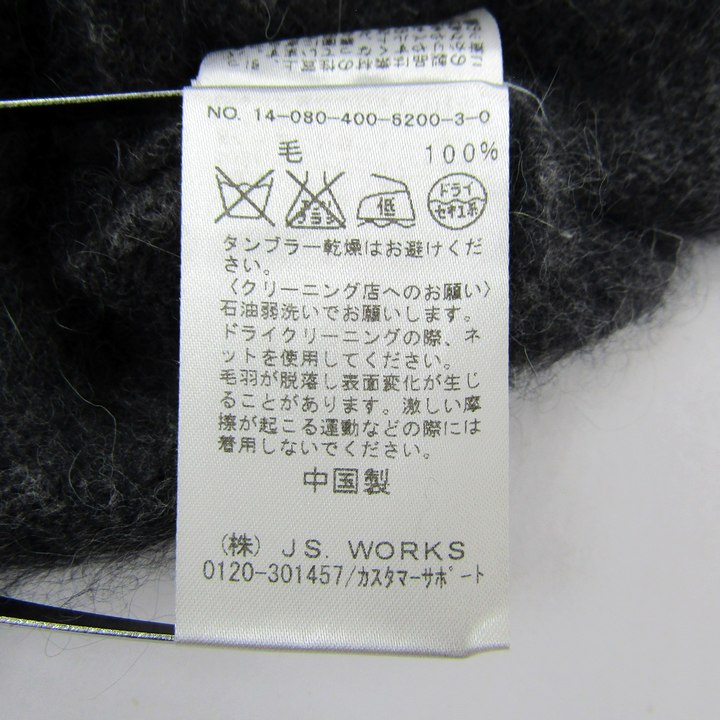 NO. 14-080-400-5200-3-0
毛 100%
エンソ
サラシ
低
ドライ
セキユ系
タンブラー乾燥はお避けくだ
さい。
〈クリーニング店へのお願い〉
石油弱洗いでお願いします。
ドライクリーニングの際、ネ
ットを使用してください。
毛羽が脱落し表面変化が生じ
ることがあります。激しい摩
擦が起こる運動などの際には
着用しないでください。
中国製
(株) JS. WORKS
0120-301457/カスタマーサポート